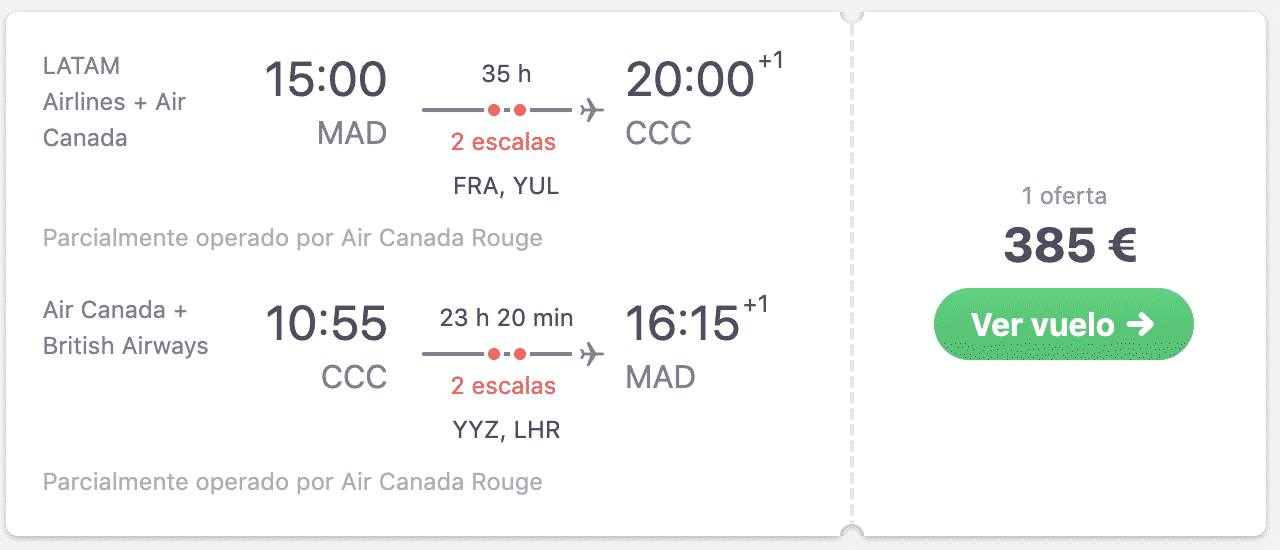 LATAM
Airlines + Air
Canada
15:00
MAD
35 h
2 escalas
FRA, YUL
20:00+1
CCC
Parcialmente operado por Air Canada Rouge
Air Canada +
British Airways
10:55
CCC
23 h 20 min
2 escalas
YYZ, LHR
16:15+1
MAD
Parcialmente operado por Air Canada Rouge
1 oferta
385 €
Ver vuelo →